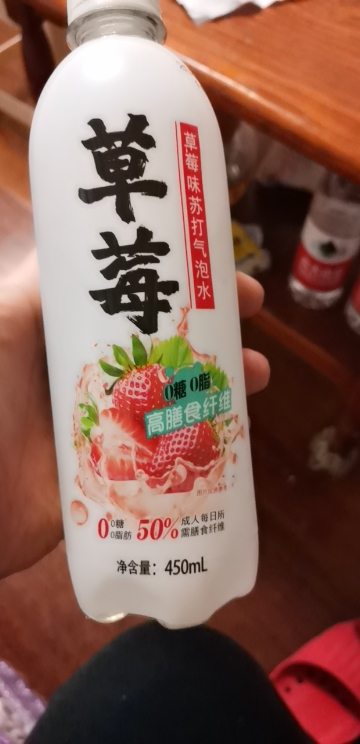 草莓
草莓味苏打气泡水
0糖 0脂
高膳食纤维
0 0糖 0脂肪 50% 成人每日所需膳食纤维
净含量：450mL